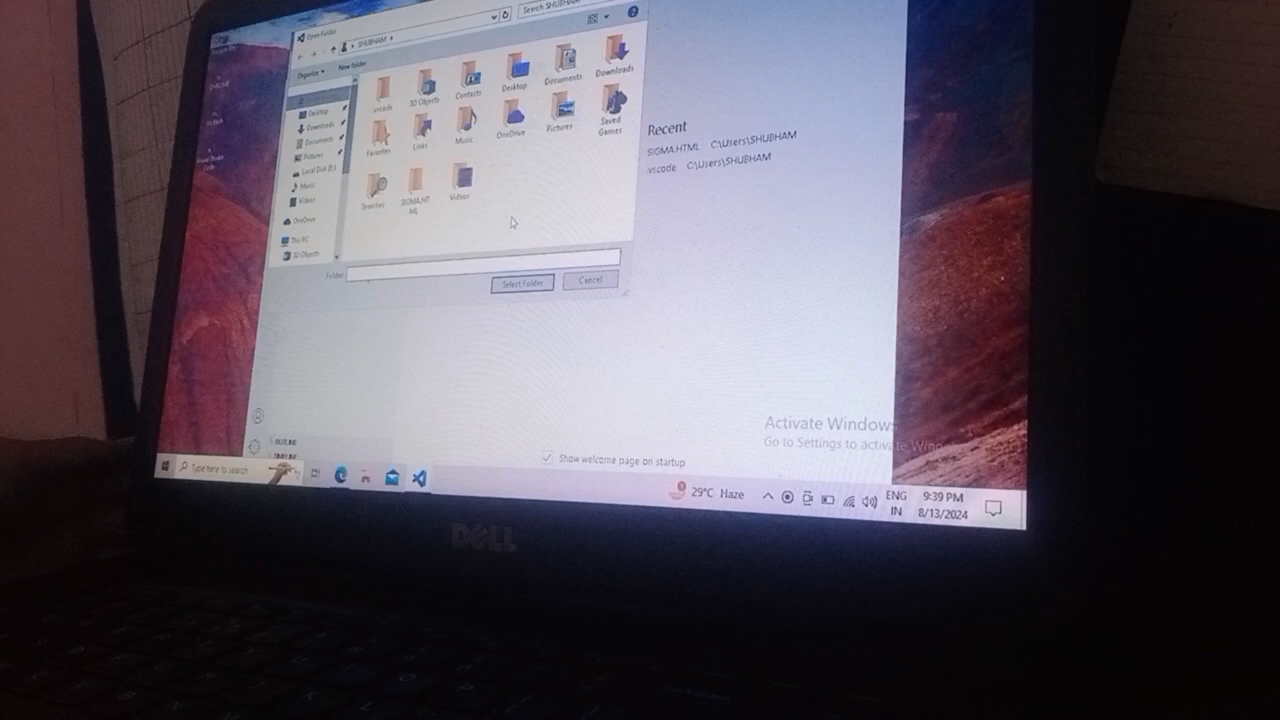 Open Folder
SHUBHAM
Search SHUBHAM
Organize
New folder
.vscode
3D Objects
Contacts
Desktop
Documents
Downloads
Favorites
Links
Music
OneDrive
Pictures
Saved
Games
Searches
SIGMA.HT
ML
Videos
Desktop
Downloads
Documents
Pictures
Local Disk (E:)
Music
Videos
OneDrive
This PC
3D Objects
Folder:
Select Folder
Cancel
Recent
SIGMA.HTML C:\Users\SHUBHAM
.vscode C:\Users\SHUBHAM
OUTLINE
TIMELINE
Show welcome page on startup
Activate Windows
Go to Settings to activate Windows
Type here to search
29°C Haze
ENG
IN
9:39 PM
8/13/2024
DELL